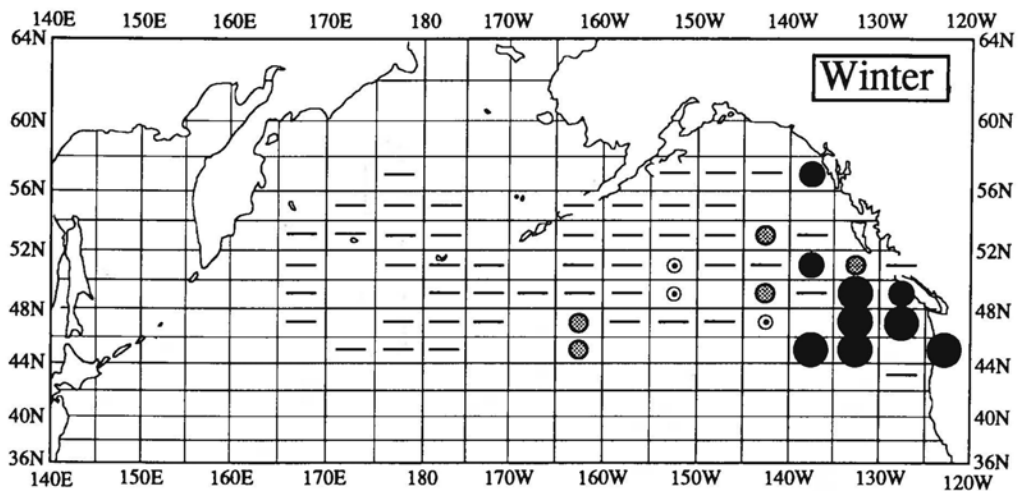 140E 150E 160E 170E 180 170W 160W 150W 140W 130W 120W
64N 64N
Winter
60N 60N
56N 56N
52N 52N
48N 48N
44N 44N
40N 40N
36N 36N
140E 150E 160E 170E 180 170W 160W 150W 140W 130W 120W